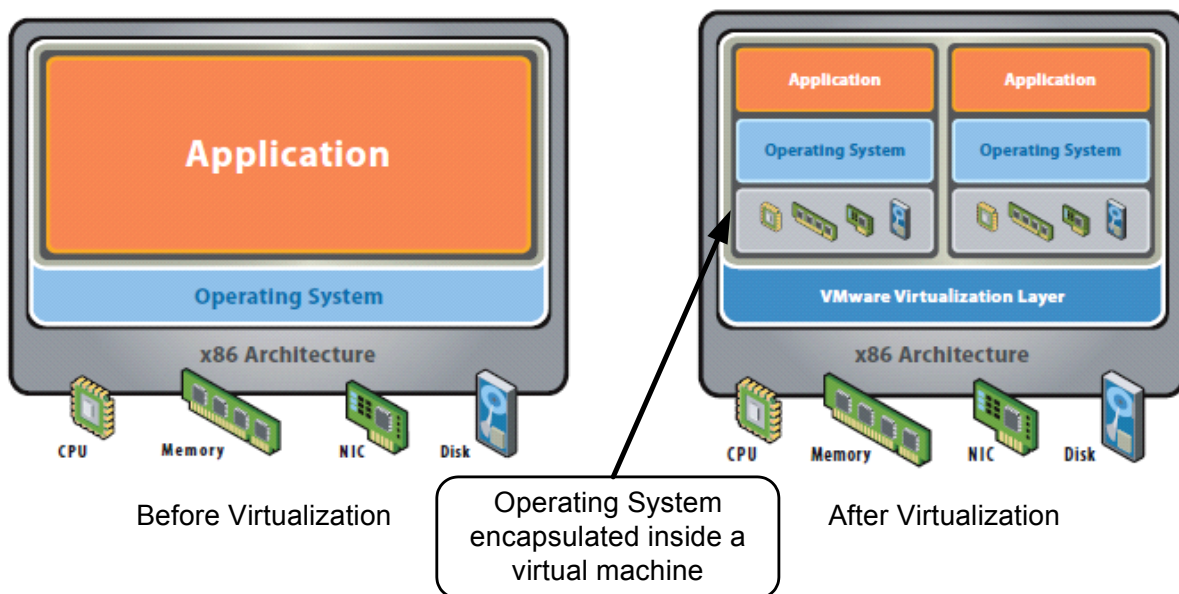 Application
Operating System
x86 Architecture
CPU
Memory
NIC
Disk
Before Virtualization
Application
Application
Operating System
Operating System
VMware Virtualization Layer
x86 Architecture
CPU
Memory
NIC
Disk
After Virtualization
Operating System
encapsulated inside a
virtual machine